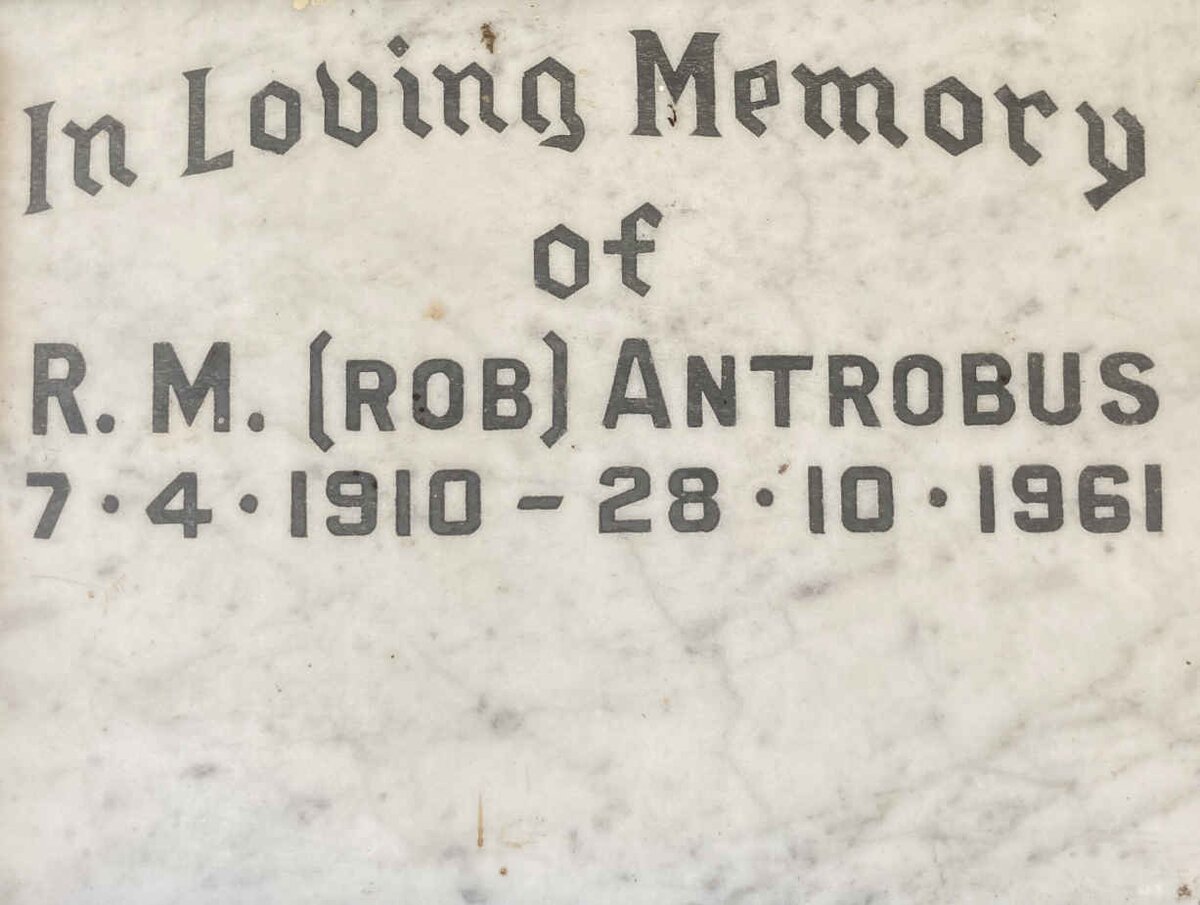 In Loving Memory
of
R. M. (ROB) ANTROBUS
7 · 4 · 1910 – 28 · 10 · 1961